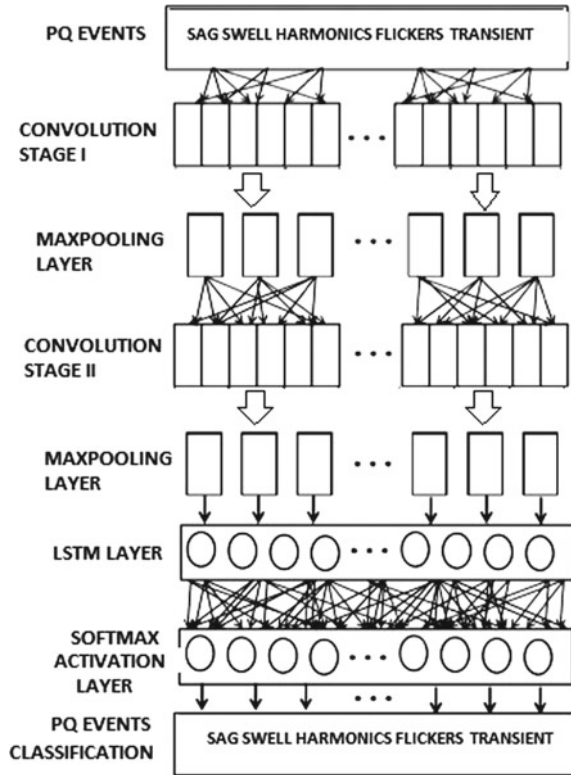 PQ EVENTS
SAG SWELL HARMONICS FLICKERS TRANSIENT
CONVOLUTION
STAGE I
MAXPOOLING
LAYER
CONVOLUTION
STAGE II
MAXPOOLING
LAYER
LSTM LAYER
SOFTMAX
ACTIVATION
LAYER
PQ EVENTS
CLASSIFICATION
SAG SWELL HARMONICS FLICKERS TRANSIENT